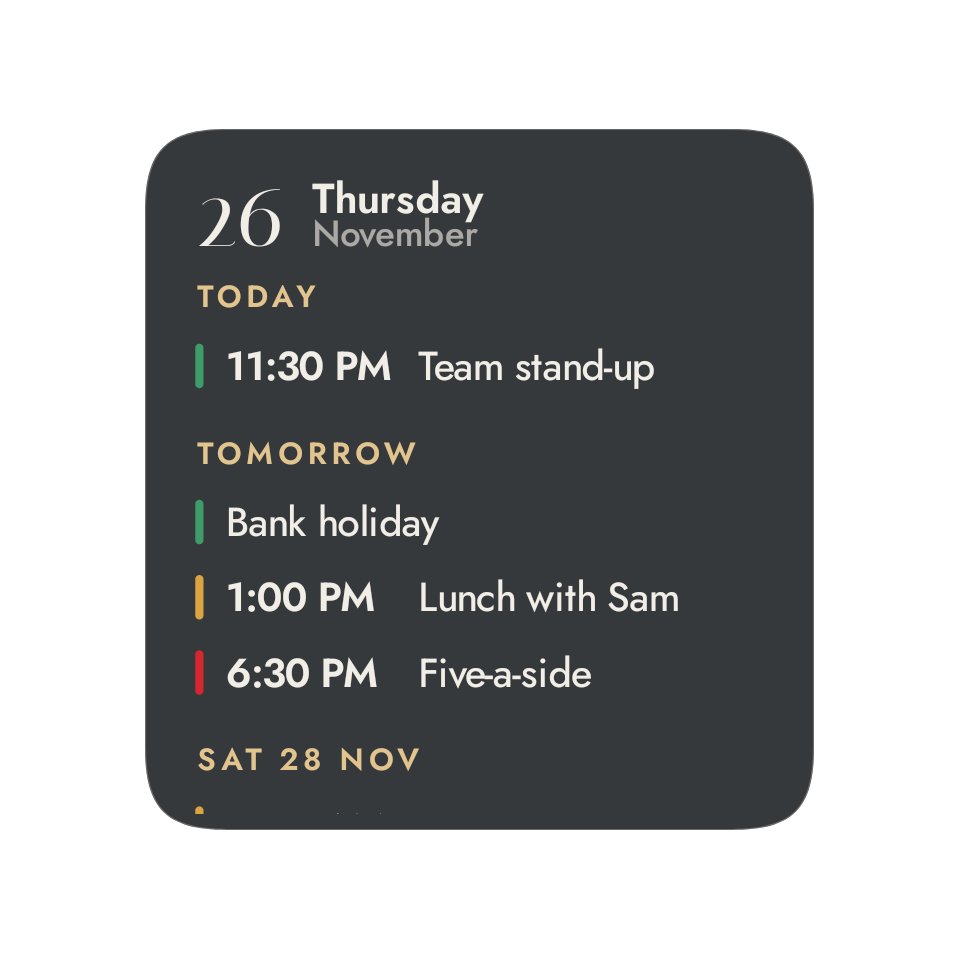 26 Thursday
November
TODAY
11:30 PM Team stand-up
TOMORROW
Bank holiday
1:00 PM Lunch with Sam
6:30 PM Five-a-side
SAT 28 NOV